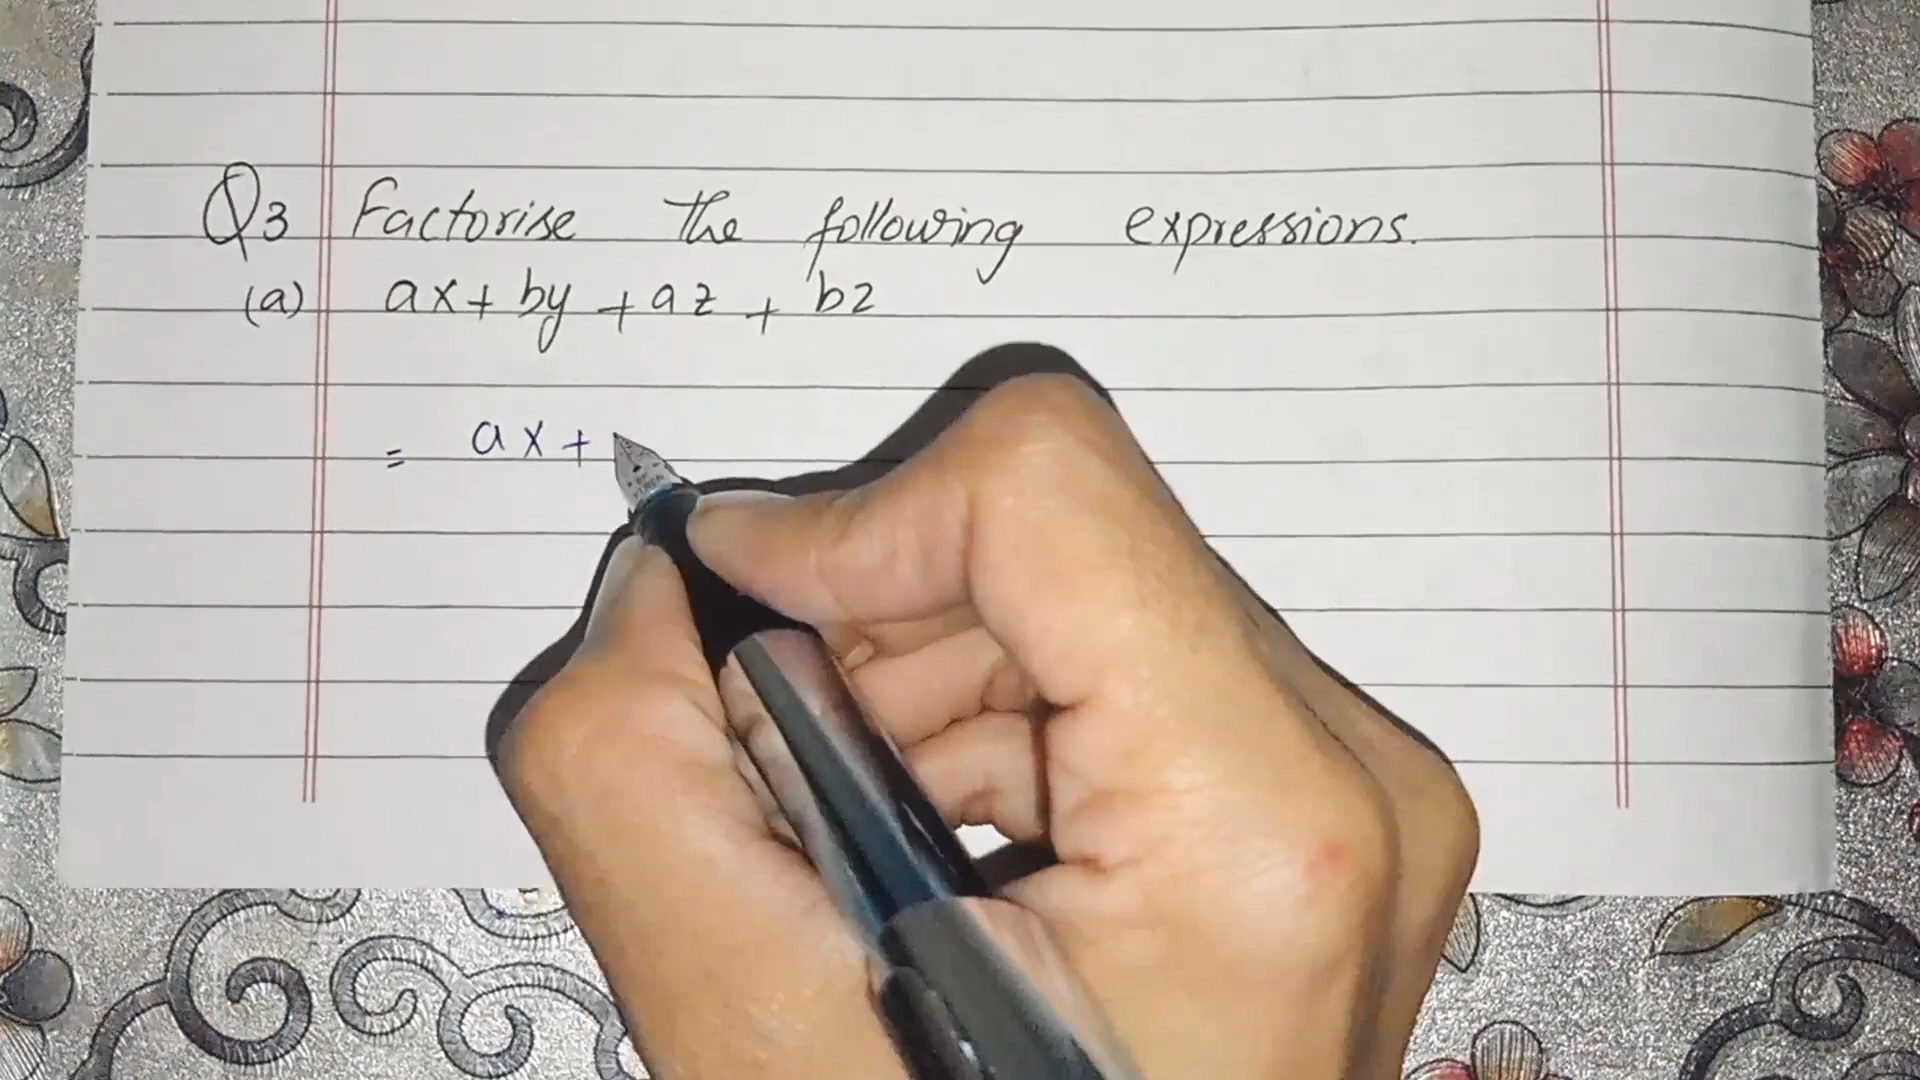 Q3 Factorise the following expressions.
(a) ax + by + az + bz
= ax +